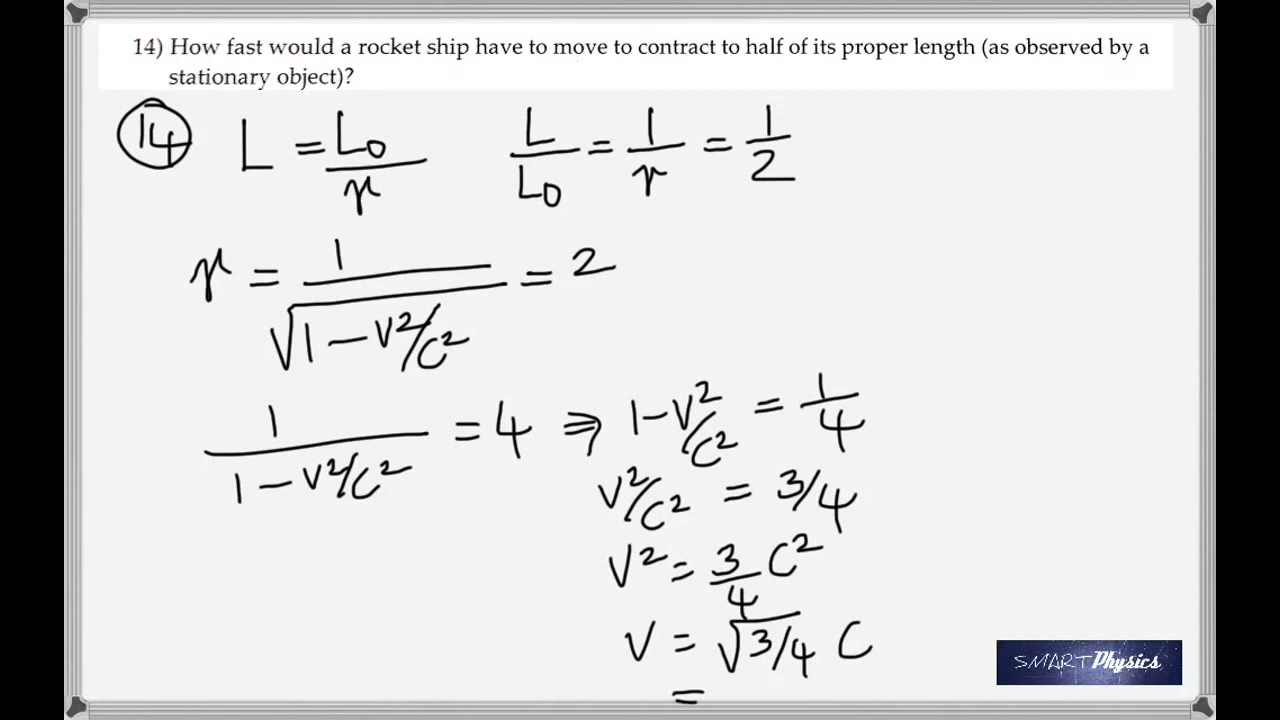 14) How fast would a rocket ship have to move to contract to half of its proper length (as observed by a
stationary object)?
14 L = L₀/γ L/L₀ = 1/γ = 1/2
γ = 1/√(1 − V²/C²) = 2
1/(1 − V²/C²) = 4 ⇒ 1 − V²/C² = 1/4
V²/C² = 3/4
V² = 3/4 C²
V = √3/4 C
=
SMART Physics